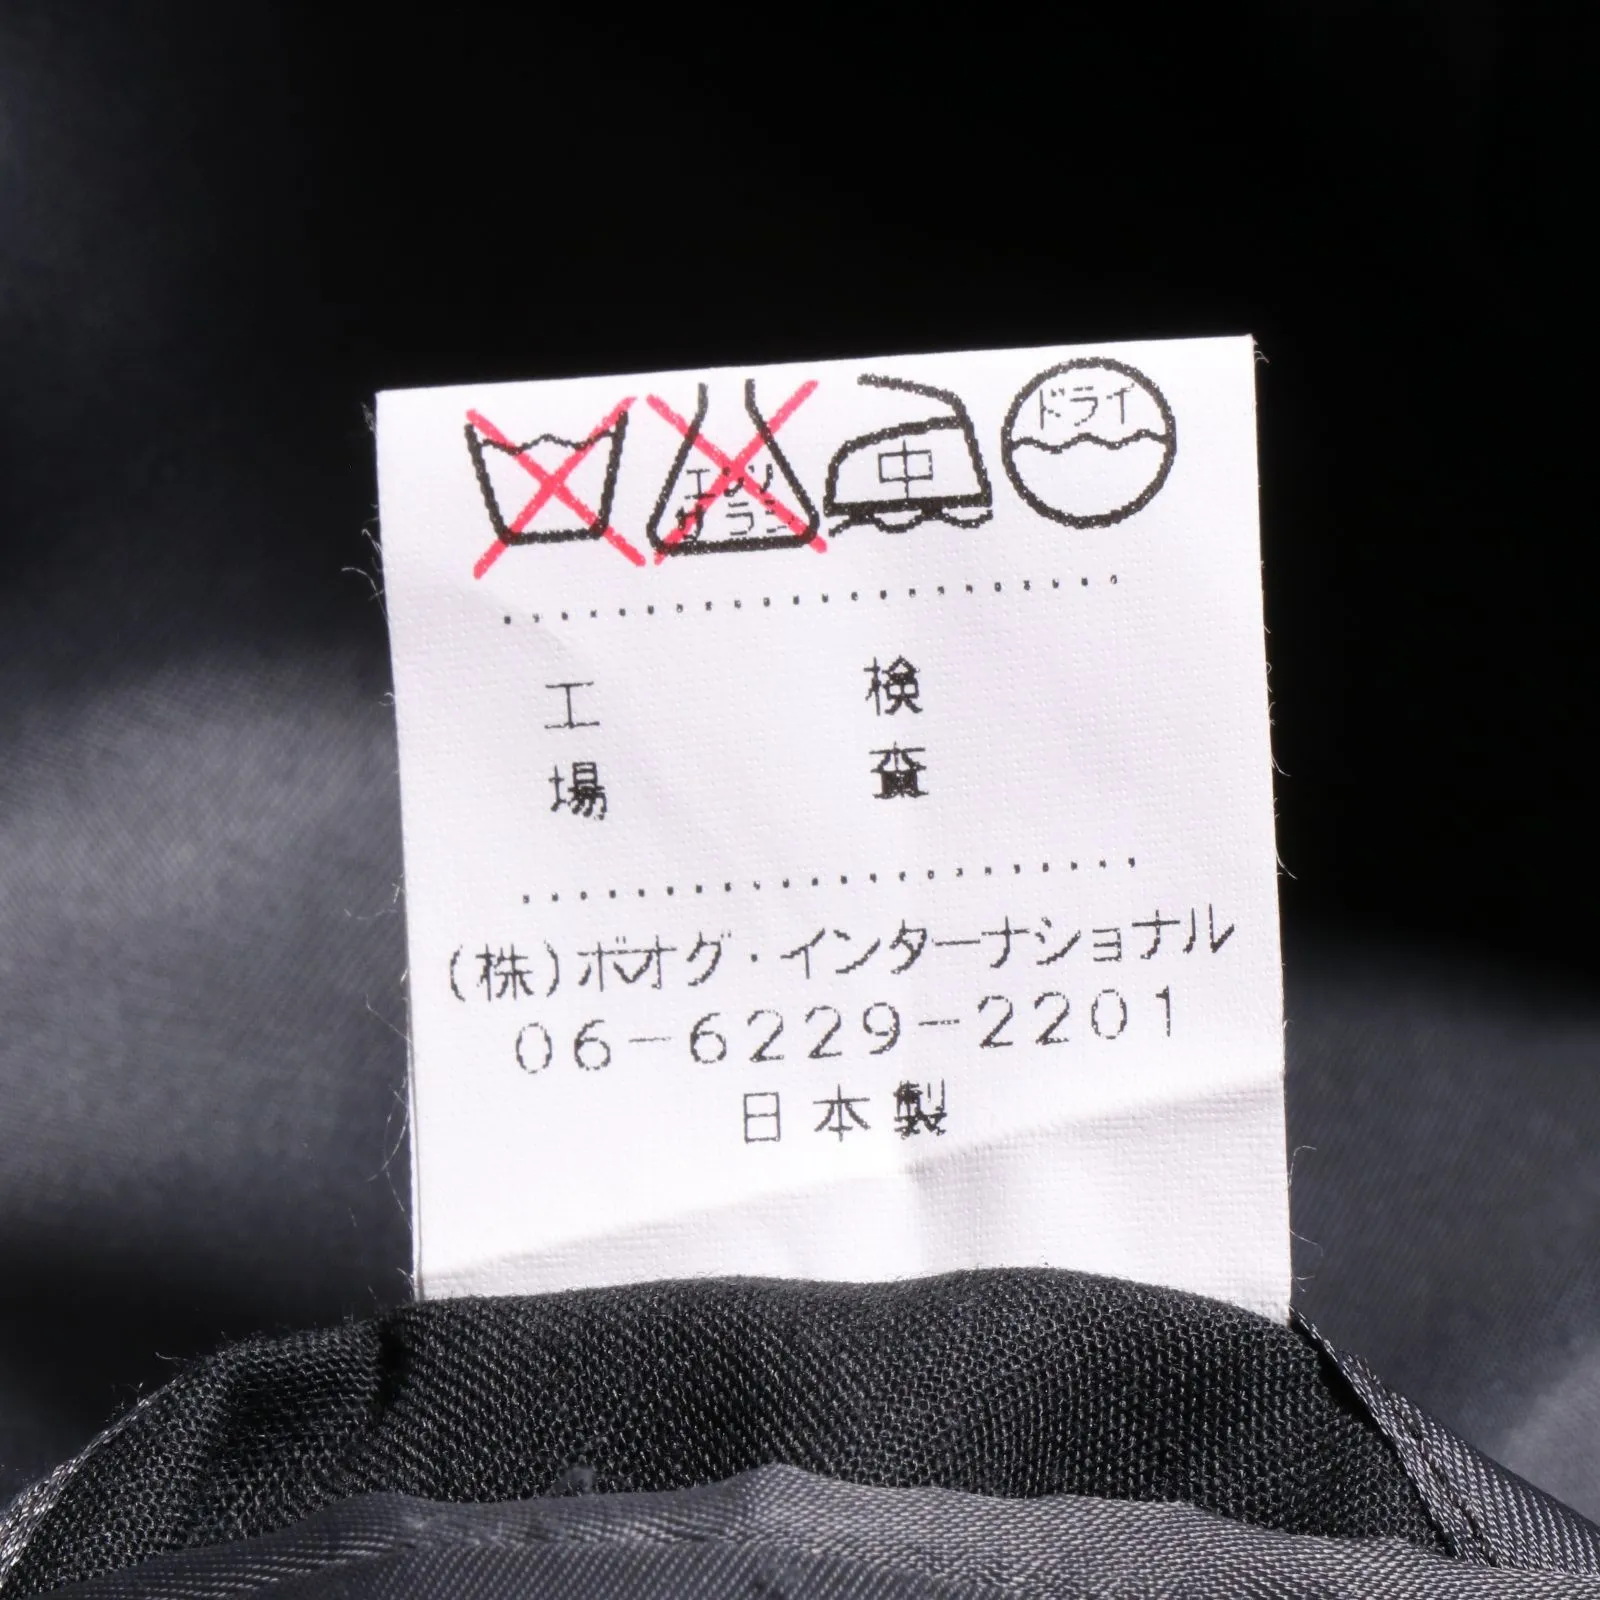 エンソ
サラシ
中
ドライ
工場
検査
(株)ボオグ・インターナショナル
06-6229-2201
日本製